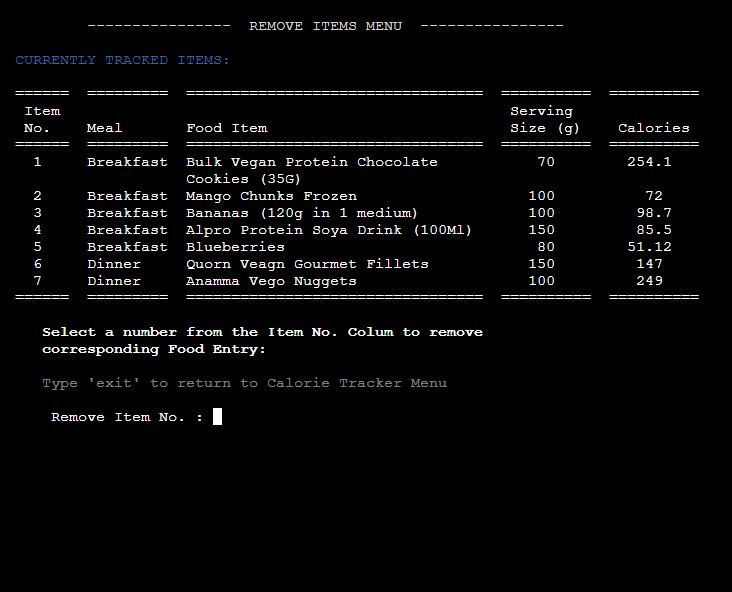 ---------------- REMOVE ITEMS MENU ----------------
CURRENTLY TRACKED ITEMS:
====== ========= ================================= ========== ==========
Item Serving
No. Meal Food Item Size (g) Calories
====== ========= ================================= ========== ==========
1 Breakfast Bulk Vegan Protein Chocolate 70 254.1
Cookies (35G)
2 Breakfast Mango Chunks Frozen 100 72
3 Breakfast Bananas (120g in 1 medium) 100 98.7
4 Breakfast Alpro Protein Soya Drink (100Ml) 150 85.5
5 Breakfast Blueberries 80 51.12
6 Dinner Quorn Veagn Gourmet Fillets 150 147
7 Dinner Anamma Vego Nuggets 100 249
====== ========= ================================= ========== ==========
Select a number from the Item No. Colum to remove
corresponding Food Entry:
Type 'exit' to return to Calorie Tracker Menu
Remove Item No. :